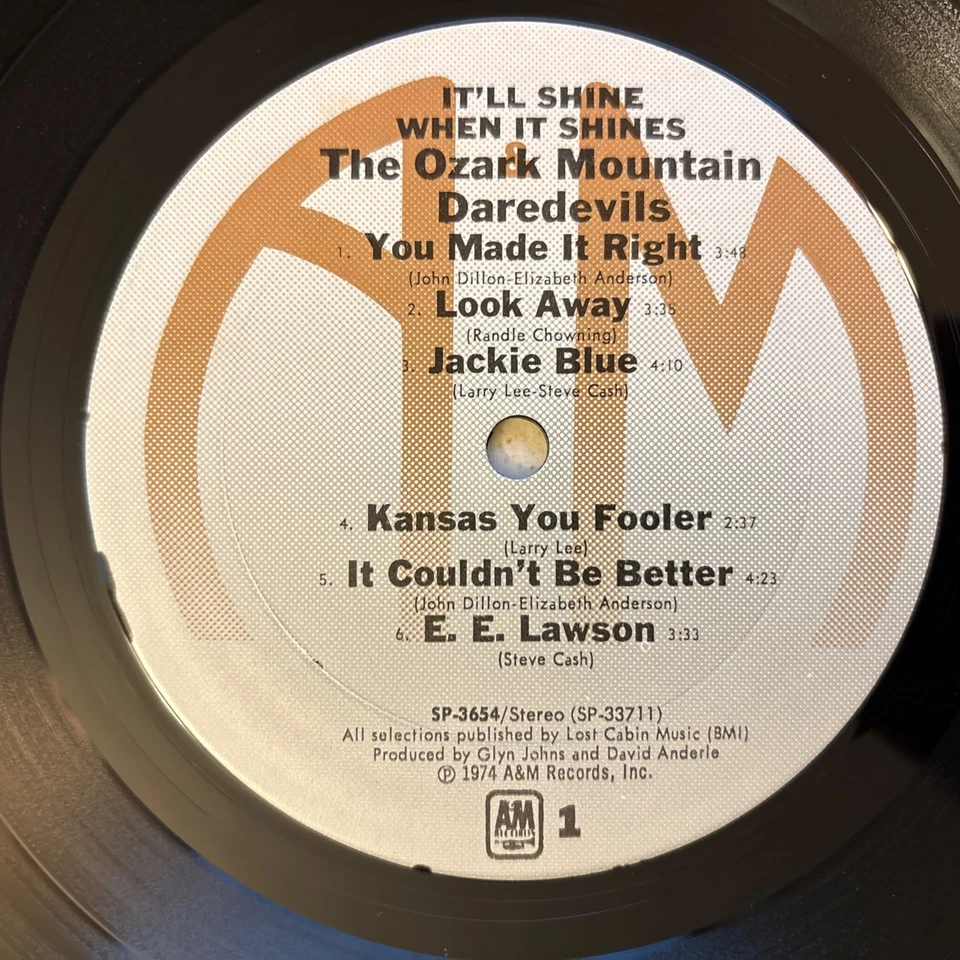 IT'LL SHINE
WHEN IT SHINES
The Ozark Mountain
Daredevils
1. You Made It Right 3:48
(John Dillon-Elizabeth Anderson)
2. Look Away 3:35
(Randle Chowning)
3. Jackie Blue 4:10
(Larry Lee-Steve Cash)
4. Kansas You Fooler 2:37
(Larry Lee)
5. It Couldn't Be Better 4:23
(John Dillon-Elizabeth Anderson)
6. E. E. Lawson 3:33
(Steve Cash)
SP-3654/Stereo (SP-33711)
All selections published by Lost Cabin Music (BMI)
Produced by Glyn Johns and David Anderle
℗ 1974 A&M Records, Inc.
A&M RECORDS 1